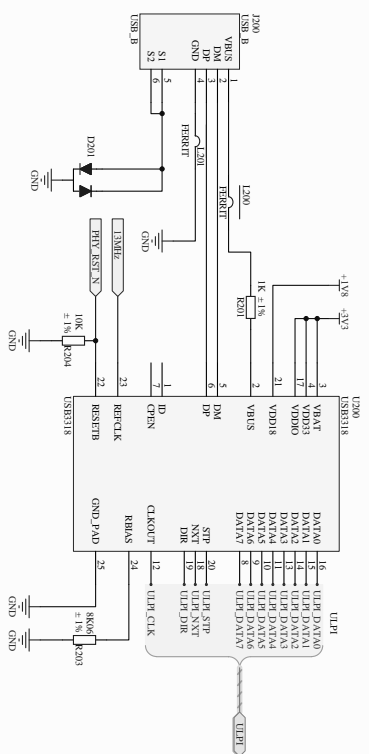 J200
USB_B
VBUS
DM
DP
GND
S1
S2
USB_B
1
2
3
4
5
6
L200
FERRIT
L201
FERRIT
GND
D201
GND
+1V8
+3V3
1K
±1%
R201
13MHz
PHY_RST_N
10K
±1%
R204
GND
U200
USB3318
3
4
17
21
2
5
6
1
7
23
22
VBAT
VDD33
VDDIO
VDD18
VBUS
DM
DP
ID
CPEN
REFCLK
RESETB
USB3318
DATA0
DATA1
DATA2
DATA3
DATA4
DATA5
DATA6
DATA7
STP
NXT
DIR
CLKOUT
RBIAS
GND_PAD
ULPI
16 ULPI_DATA0
15 ULPI_DATA1
14 ULPI_DATA2
13 ULPI_DATA3
11 ULPI_DATA4
10 ULPI_DATA5
9 ULPI_DATA6
8 ULPI_DATA7
20 ULPI_STP
18 ULPI_NXT
19 ULPI_DIR
12 ULPI_CLK
24
25
ULPI
8K06
±1%
R203
GND
GND